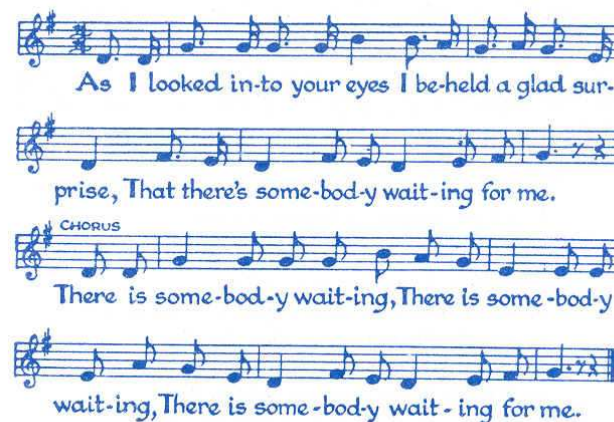 As I looked in-to your eyes I be-held a glad sur-
prise, That there's some-bod-y wait-ing for me.
CHORUS
There is some-bod-y wait-ing, There is some-bod-y
wait-ing, There is some-bod-y wait-ing for me.